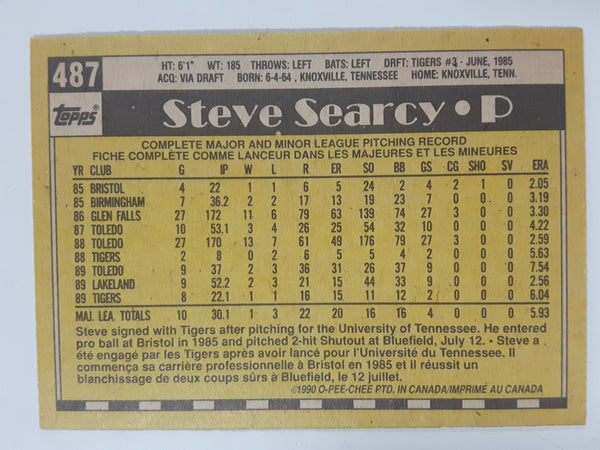 487
HT: 6'1" WT: 185 THROWS: LEFT BATS: LEFT DRFT: TIGERS #3 - JUNE, 1985
ACQ: VIA DRAFT BORN: 6-4-64, KNOXVILLE, TENNESSEE HOME: KNOXVILLE, TENN.
Topps
Steve Searcy • P
COMPLETE MAJOR AND MINOR LEAGUE PITCHING RECORD
FICHE COMPLÈTE COMME LANCEUR DANS LES MAJEURES ET LES MINEURES
YR CLUB G IP W L R ER SO BB GS CG SHO SV ERA
85 BRISTOL 4 22 1 1 6 5 24 2 4 2 1 0 2.05
85 BIRMINGHAM 7 36.2 2 2 17 13 19 23 7 0 0 0 3.19
86 GLEN FALLS 27 172 11 6 79 63 139 74 27 3 0 0 3.30
87 TOLEDO 10 53.1 3 4 26 25 54 32 10 0 0 0 4.22
88 TOLEDO 27 170 13 7 61 49 176 79 27 3 0 0 2.59
88 TIGERS 2 8 0 2 6 5 5 4 2 0 0 0 5.63
89 TOLEDO 9 37 2 3 36 31 26 37 9 0 0 0 7.54
89 LAKELAND 9 52.2 2 3 21 15 44 33 9 0 0 0 2.56
89 TIGERS 8 22.1 1 1 16 15 11 12 2 0 0 0 6.04
MAJ. LEA. TOTALS 10 30.1 1 3 22 20 16 16 4 0 0 0 5.93
Steve signed with Tigers after pitching for the University of Tennessee. He entered
pro ball at Bristol in 1985 and pitched 2-hit Shutout at Bluefield, July 12. • Steve a
été engagé par les Tigers après avoir lancé pour l'Université du Tennessee. Il
commença sa carrière professionnelle à Bristol en 1985 et il réussit un
blanchissage de deux coups sûrs à Bluefield, le 12 juillet.
©1990 O-PEE-CHEE PTD. IN CANADA/IMPRIMÉ AU CANADA